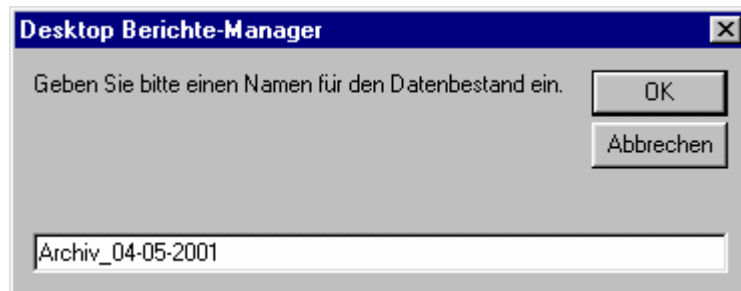 Desktop Berichte-Manager
Geben Sie bitte einen Namen für den Datenbestand ein.
OK
Abbrechen
Archiv_04-05-2001